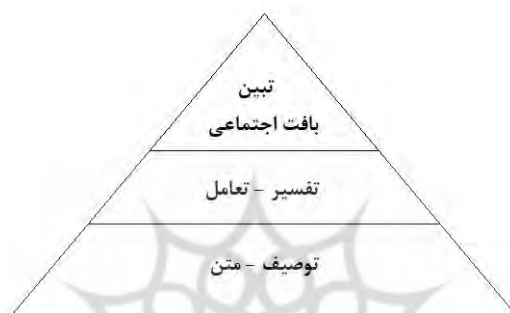 تبین
بافت اجتماعی
تفسیر - تعامل
توصیف - متن